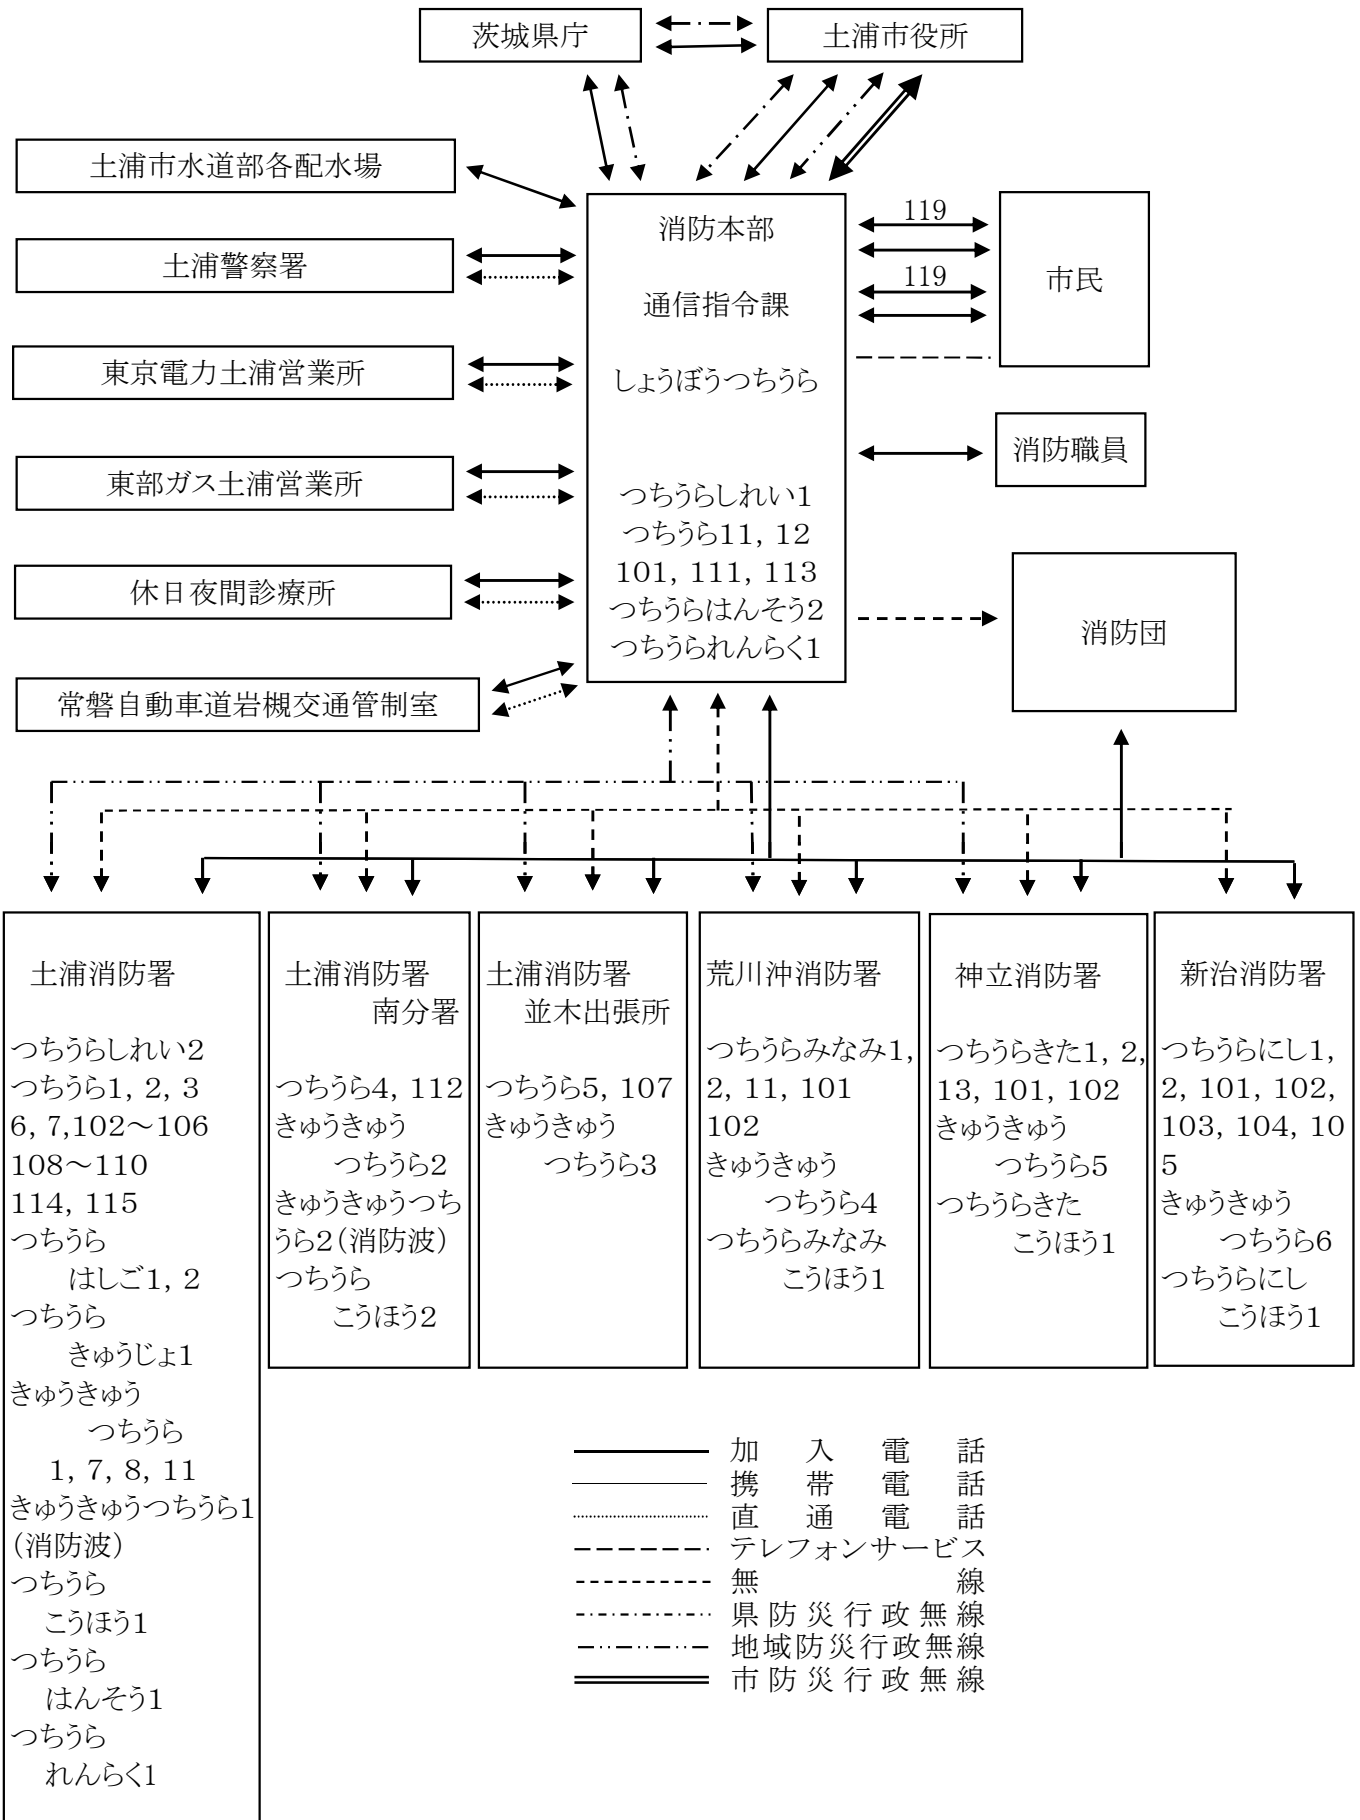 茨城県庁
土浦市役所
土浦市水道部各配水場
土浦警察署
東京電力土浦営業所
東部ガス土浦営業所
休日夜間診療所
常磐自動車道岩槻交通管制室
消防本部
通信指令課
しょうぼうつちうら
つちうらしれい1
つちうら11, 12
101, 111, 113
つちうらはんそう2
つちうられんらく1
119
119
市民
消防職員
消防団
土浦消防署
つちうらしれい2
つちうら1, 2, 3
6, 7,102～106
108～110
114, 115
つちうら
はしご1, 2
つちうら
きゅうじょ1
きゅうきゅう
つちうら
1, 7, 8, 11
きゅうきゅうつちうら1
(消防波)
つちうら
こうほう1
つちうら
はんそう1
つちうら
れんらく1
土浦消防署
南分署
つちうら4, 112
きゅうきゅう
つちうら2
きゅうきゅうつち
うら2(消防波)
つちうら
こうほう2
土浦消防署
並木出張所
つちうら5, 107
きゅうきゅう
つちうら3
荒川沖消防署
つちうらみなみ1,
2, 11, 101
102
きゅうきゅう
つちうら4
つちうらみなみ
こうほう1
神立消防署
つちうらきた1, 2,
13, 101, 102
きゅうきゅう
つちうら5
つちうらきた
こうほう1
新治消防署
つちうらにし1,
2, 101, 102,
103, 104, 10
5
きゅうきゅう
つちうら6
つちうらにし
こうほう1
加入電話
携帯電話
直通電話
テレフォンサービス
無線
県防災行政無線
地域防災行政無線
市防災行政無線